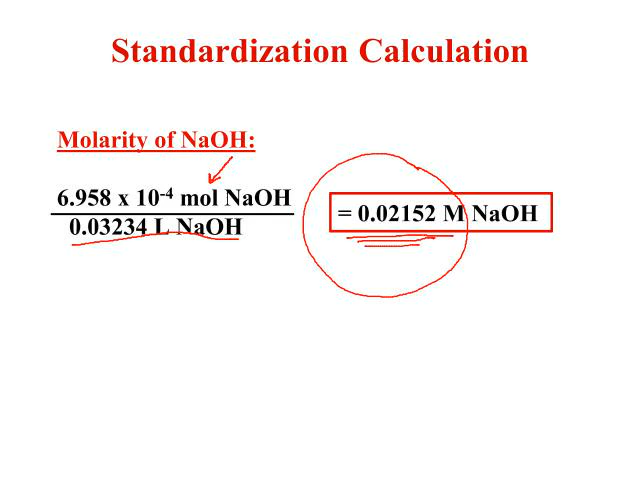 Standardization Calculation
Molarity of NaOH:
6.958 x 10⁻⁴ mol NaOH
0.03234 L NaOH
= 0.02152 M NaOH